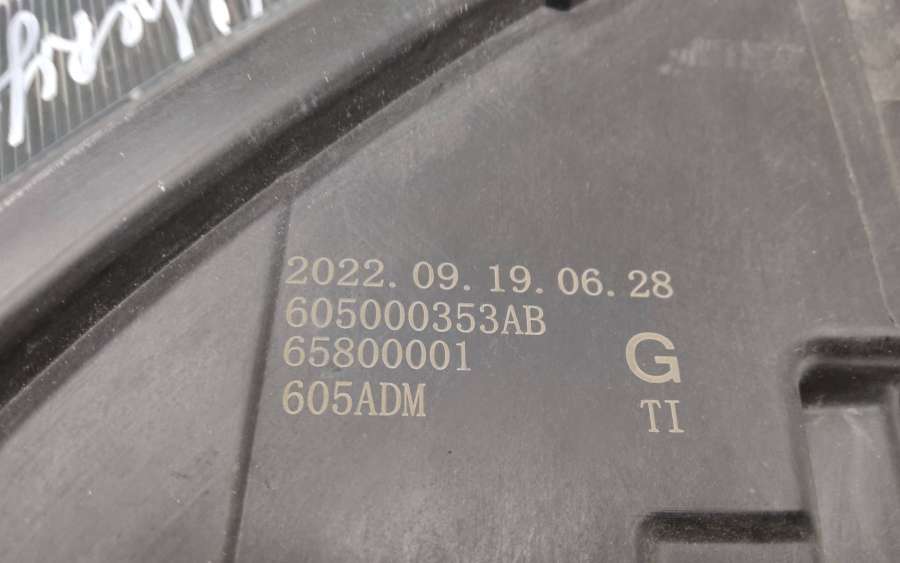 2022.09.19.06.28
605000353AB
65800001
G
605ADM
TI